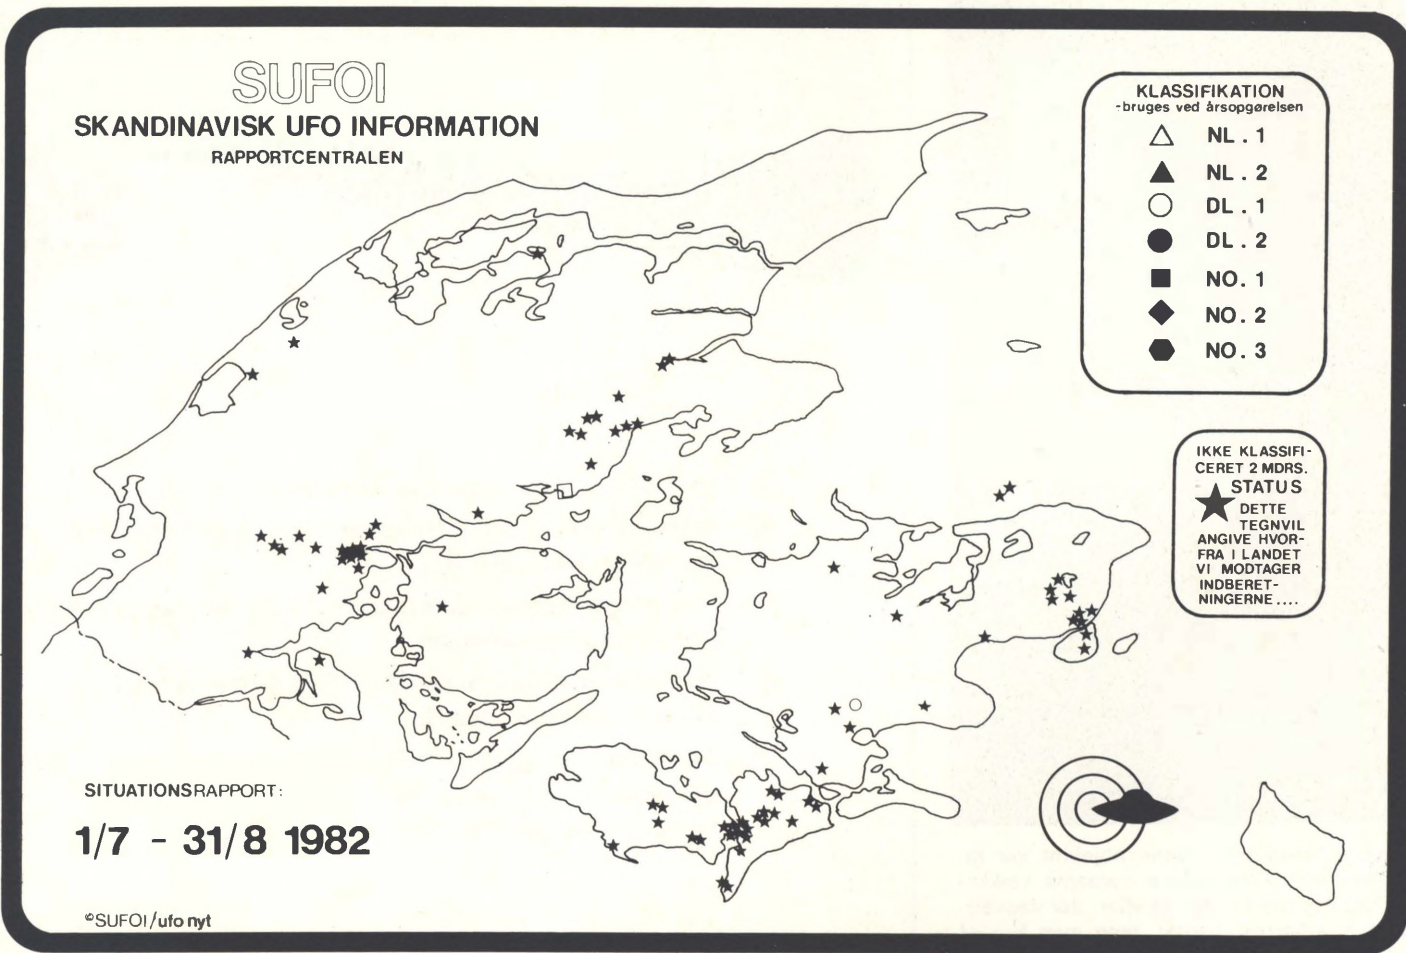 SUFOI
SKANDINAVISK UFO INFORMATION
RAPPORTCENTRALEN
KLASSIFIKATION
-bruges ved årsopgørelsen
NL. 1
NL. 2
DL. 1
DL. 2
NO. 1
NO. 2
NO. 3
IKKE KLASSIFI-
CERET 2 MDRS.
STATUS
DETTE
TEGNVIL
ANGIVE HVOR-
FRA I LANDET
VI MODTAGER
INDBERET-
NINGERNE....
SITUATIONSRAPPORT:
1/7 - 31/8 1982
©SUFOI/ufo nyt